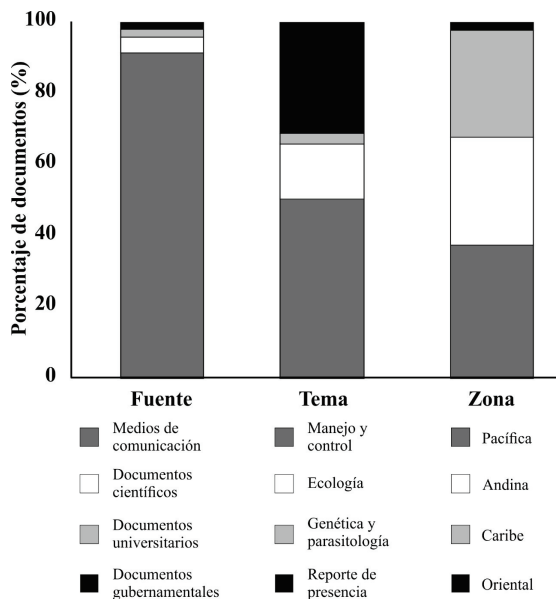 Porcentaje de documentos (%)
100
80
60
40
20
0
Fuente
Tema
Zona
Medios de
comunicación
Manejo y
control
Pacífica
Documentos
científicos
Ecología
Andina
Documentos
universitarios
Genética y
parasitología
Caribe
Documentos
gubernamentales
Reporte de
presencia
Oriental